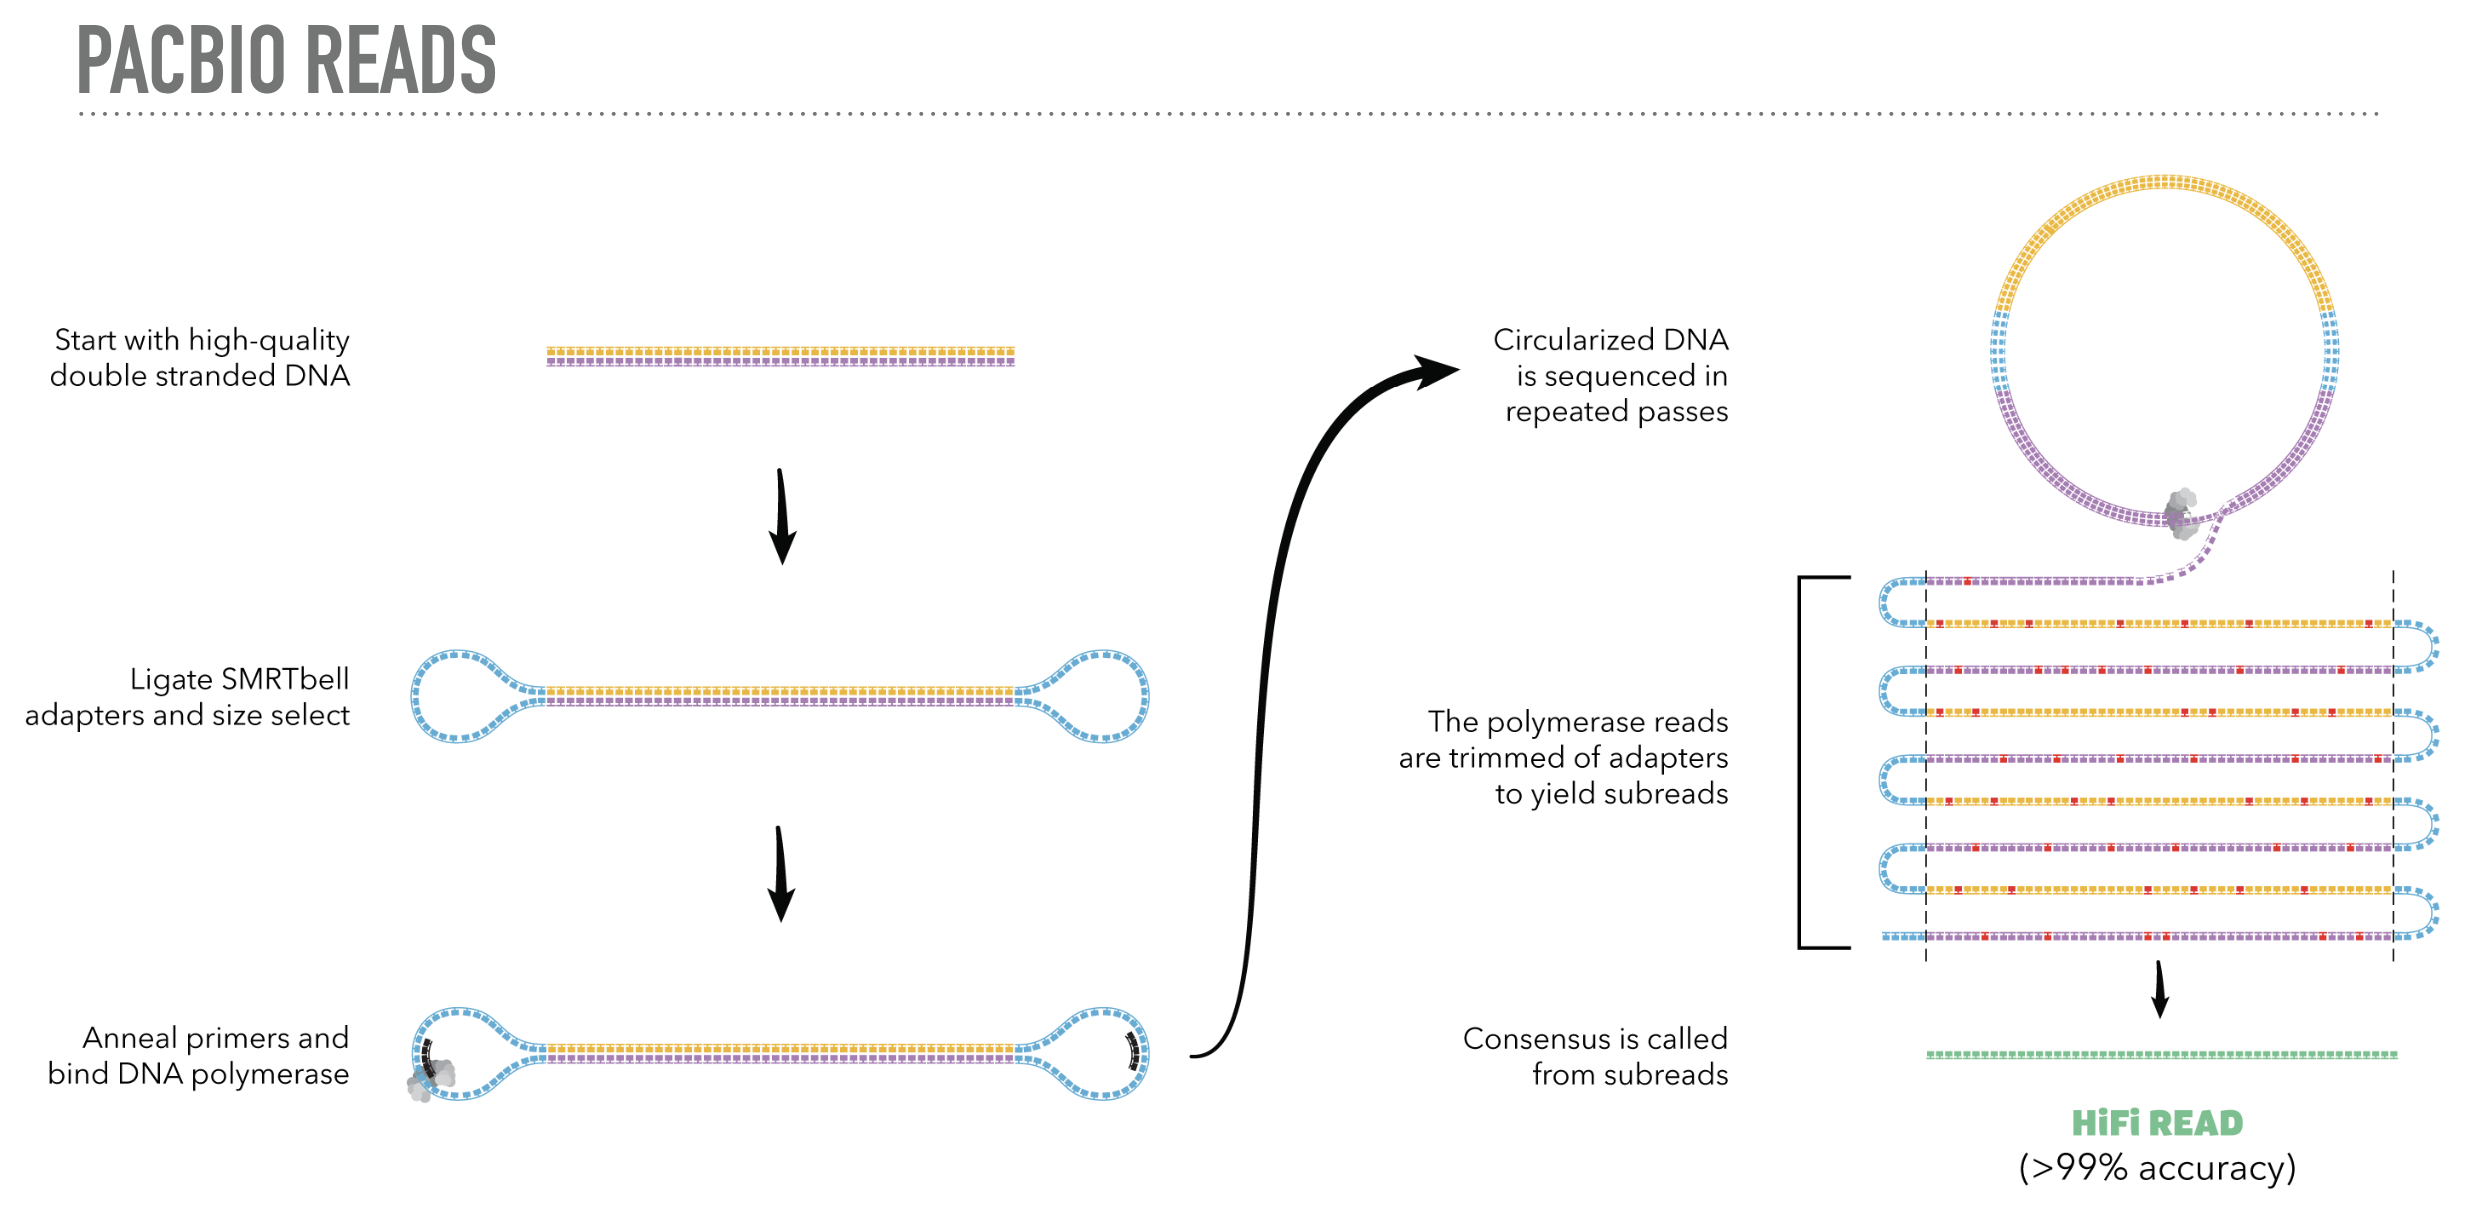 PACBIO READS
Start with high-quality
double stranded DNA
Ligate SMRTbell
adapters and size select
Anneal primers and
bind DNA polymerase
Circularized DNA
is sequenced in
repeated passes
The polymerase reads
are trimmed of adapters
to yield subreads
Consensus is called
from subreads
HiFi READ
(>99% accuracy)